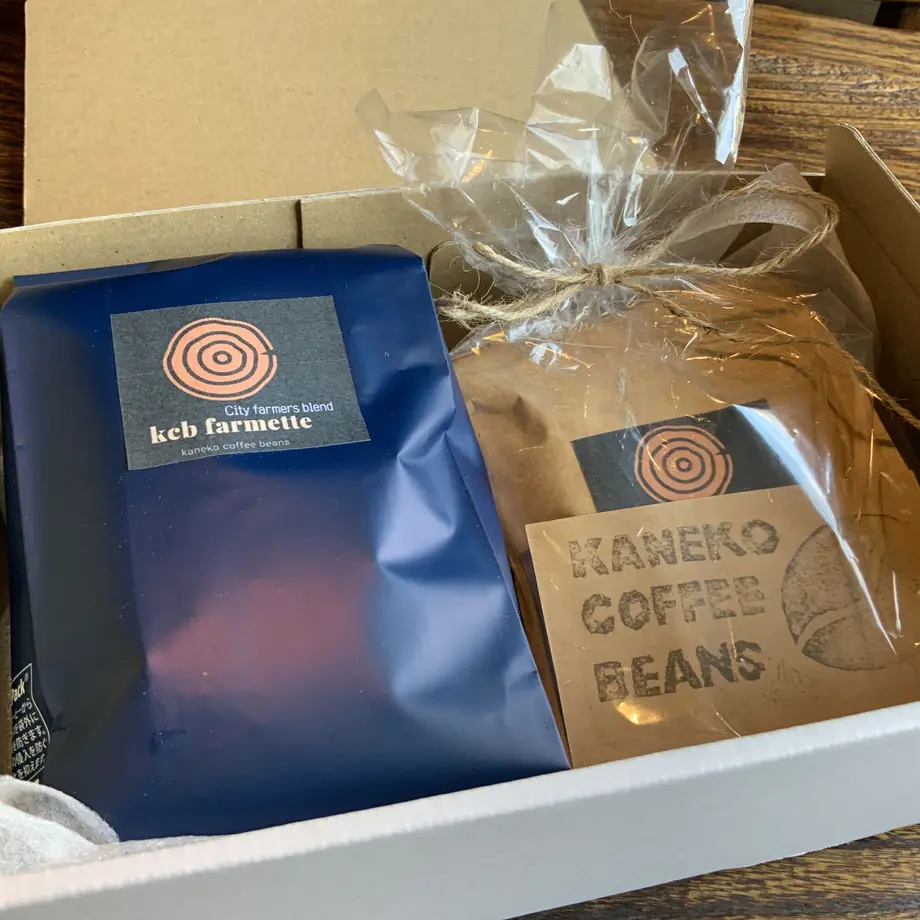 City farmers blend
kcb farmette
kaneko coffee beans
KANEKO
COFFEE
BEANS